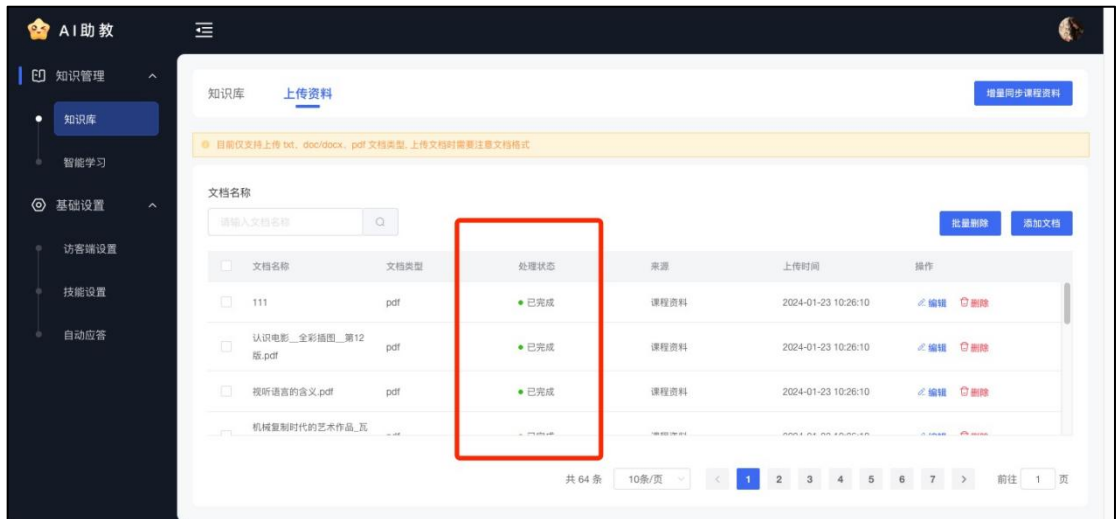 AI助教
知识管理
知识库
智能学习
基础设置
访客端设置
技能设置
自动应答
知识库 上传资料 增量同步课程资料
目前仅支持上传 txt、doc/docx、pdf 文档类型, 上传文档时需要注意文档格式
文档名称
请输入文档名称 批量删除 添加文档
文档名称 文档类型 处理状态 来源 上传时间 操作
111 pdf 已完成 课程资料 2024-01-23 10:26:10 编辑 删除
认识电影__全彩插图__第12
版.pdf pdf 已完成 课程资料 2024-01-23 10:26:10 编辑 删除
视听语言的含义.pdf pdf 已完成 课程资料 2024-01-23 10:26:10 编辑 删除
机械复制时代的艺术作品_瓦
共 64 条 10条/页 < 1 2 3 4 5 6 7 > 前往 1 页